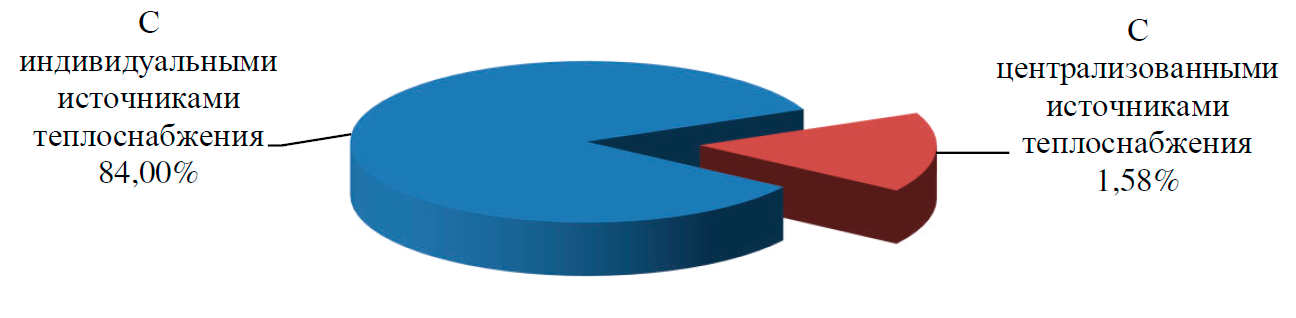 С
индивидуальными
источниками
теплоснабжения
84,00%
С
централизованными
источниками
теплоснабжения
1,58%